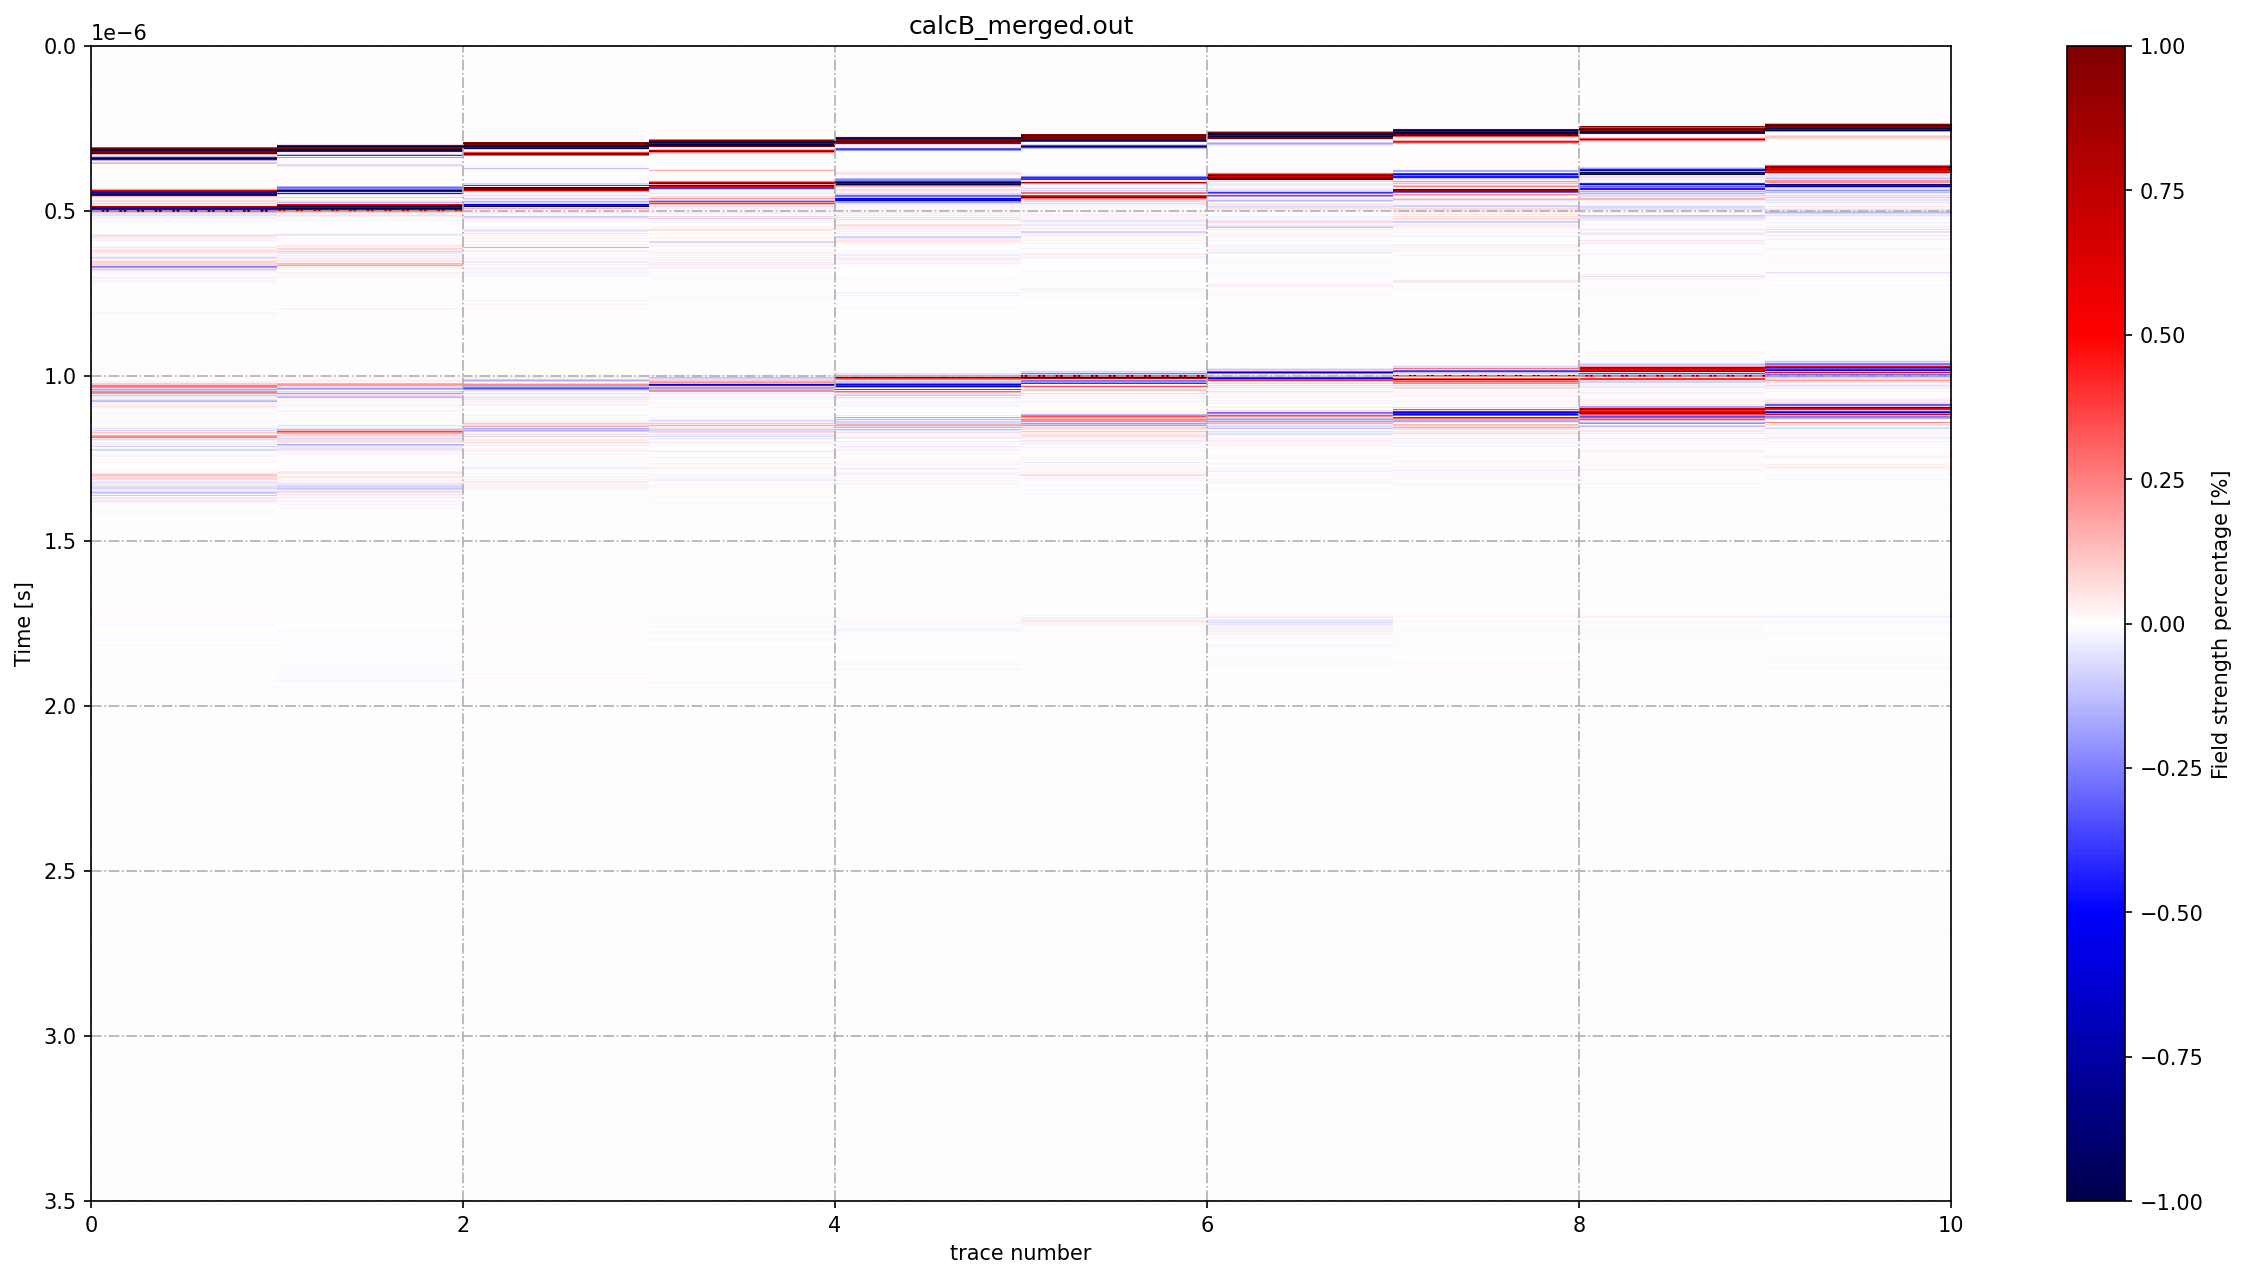 calcB_merged.out
1e−6
0.0
0.5
1.0
1.5
2.0
2.5
3.0
3.5
Time [s]
0 2 4 6 8 10
trace number
1.00
0.75
0.50
0.25
0.00
−0.25
−0.50
−0.75
−1.00
Field strength percentage [%]